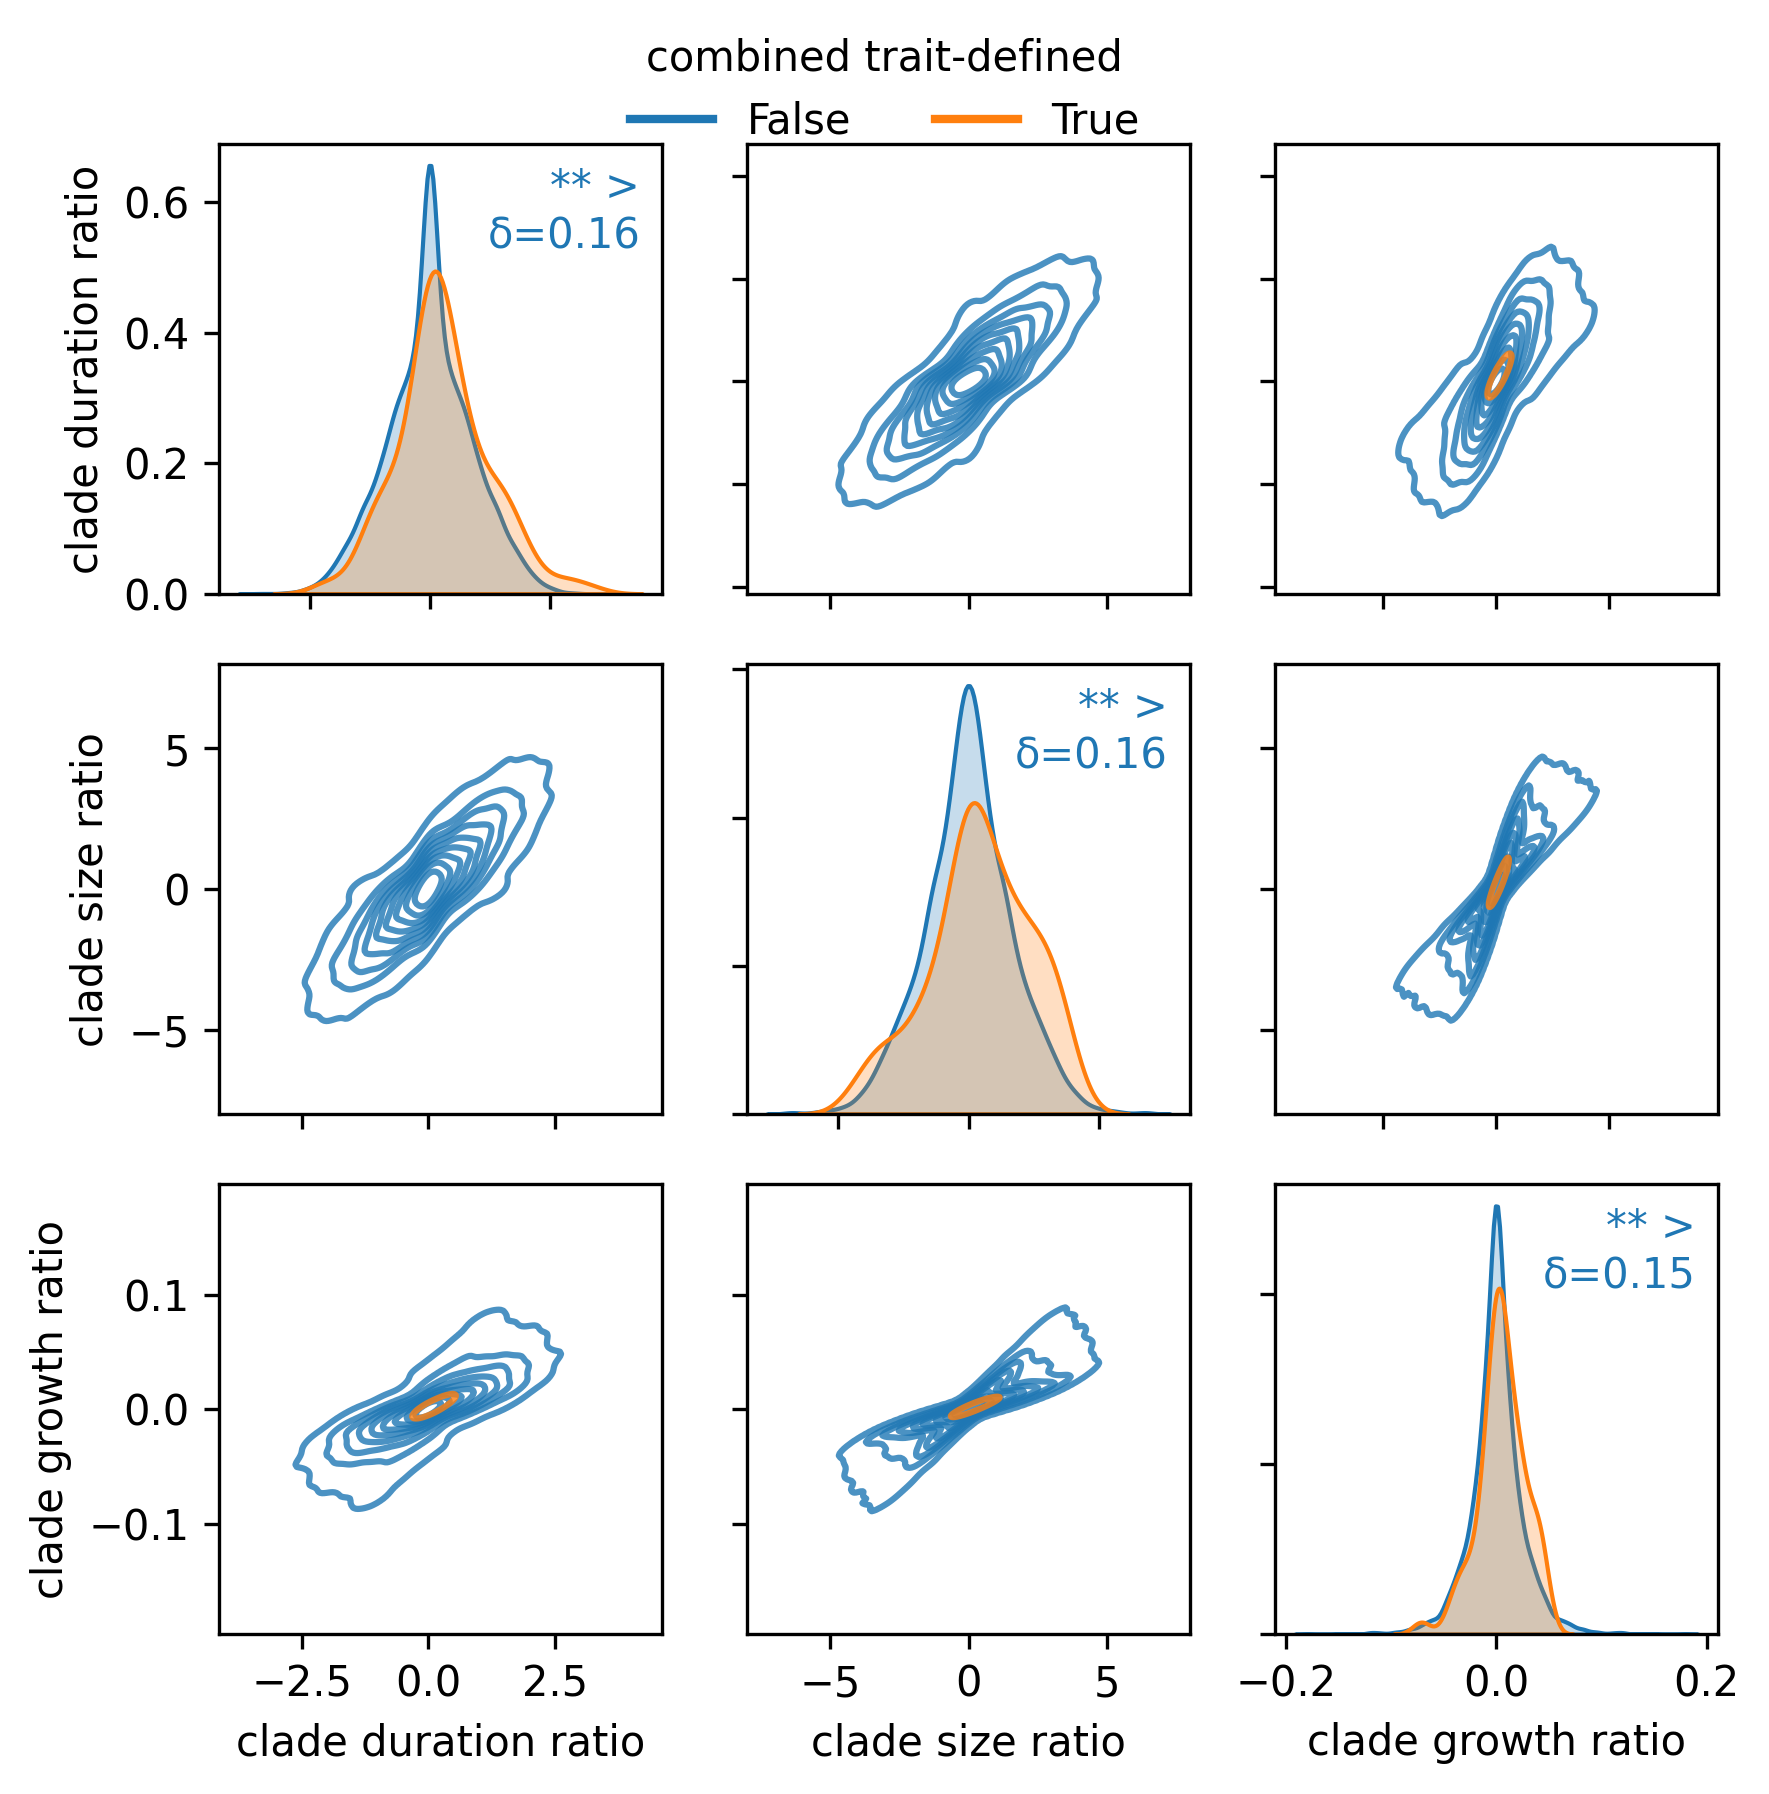 combined trait-defined
False True
clade duration ratio
0.6
0.4
0.2
0.0
** >
δ=0.16
clade size ratio
5
0
−5
** >
δ=0.16
clade growth ratio
0.1
0.0
−0.1
** >
δ=0.15
−2.5 0.0 2.5
−5 0 5
−0.2 0.0 0.2
clade duration ratio
clade size ratio
clade growth ratio